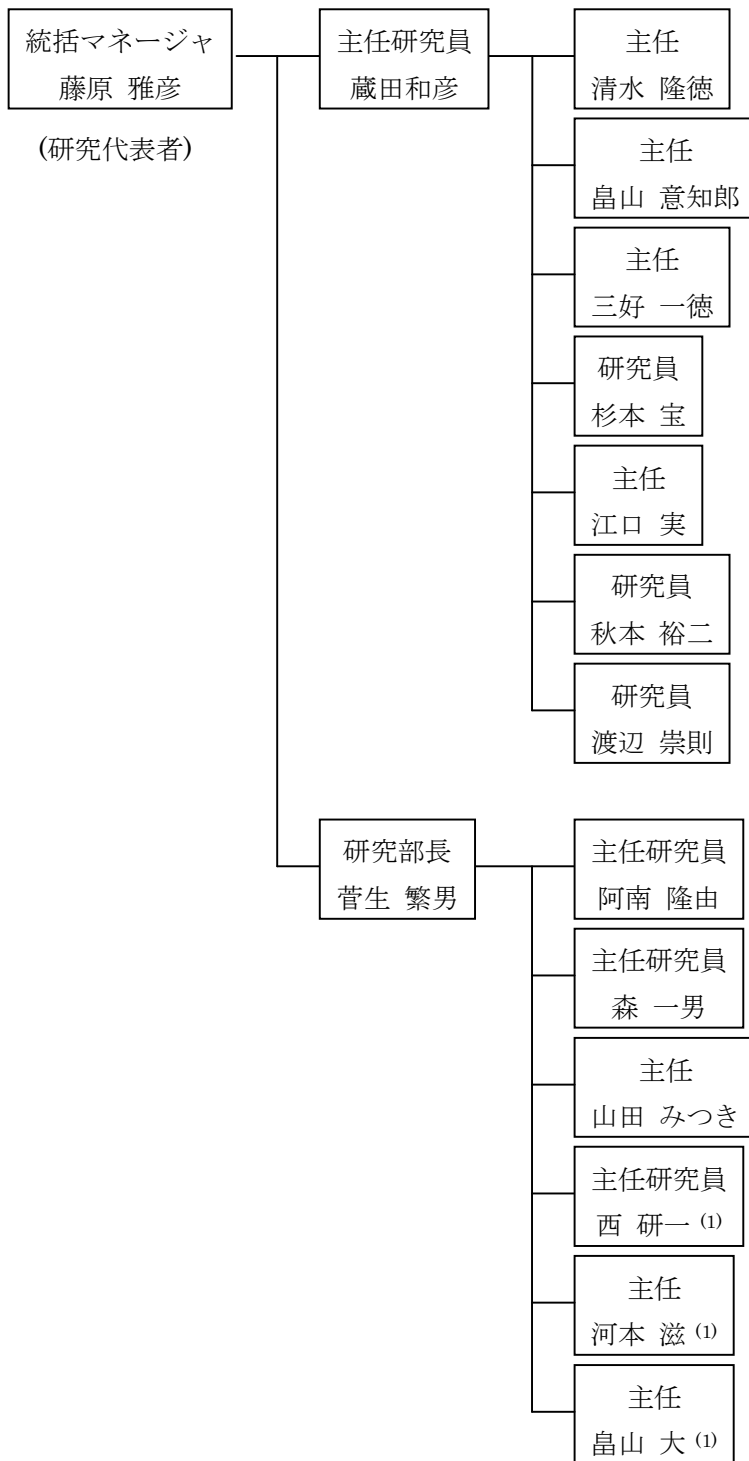 統括マネージャ
藤原 雅彦
(研究代表者)
主任研究員
蔵田和彦
主任
清水 隆徳
主任
畠山 意知郎
主任
三好 一徳
研究員
杉本 宝
主任
江口 実
研究員
秋本 裕二
研究員
渡辺 崇則
研究部長
菅生 繁男
主任研究員
阿南 隆由
主任研究員
森 一男
主任
山田 みつき
主任研究員
西 研一 (1)
主任
河本 滋 (1)
主任
畠山 大 (1)